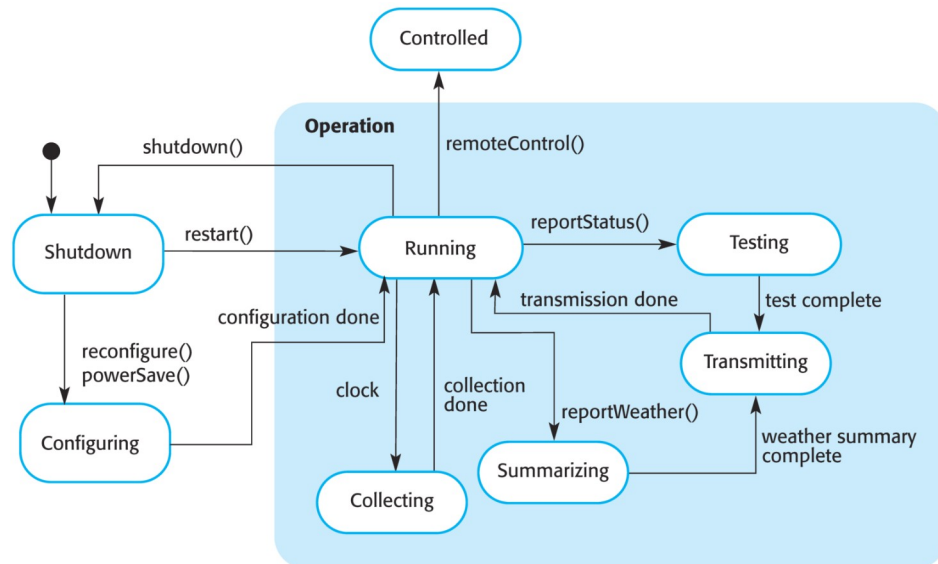 Controlled
Operation
shutdown()
remoteControl()
reportStatus()
Shutdown
restart()
Running
Testing
transmission done
test complete
configuration done
reconfigure()
powerSave()
Transmitting
clock
collection
done
reportWeather()
weather summary
complete
Configuring
Summarizing
Collecting